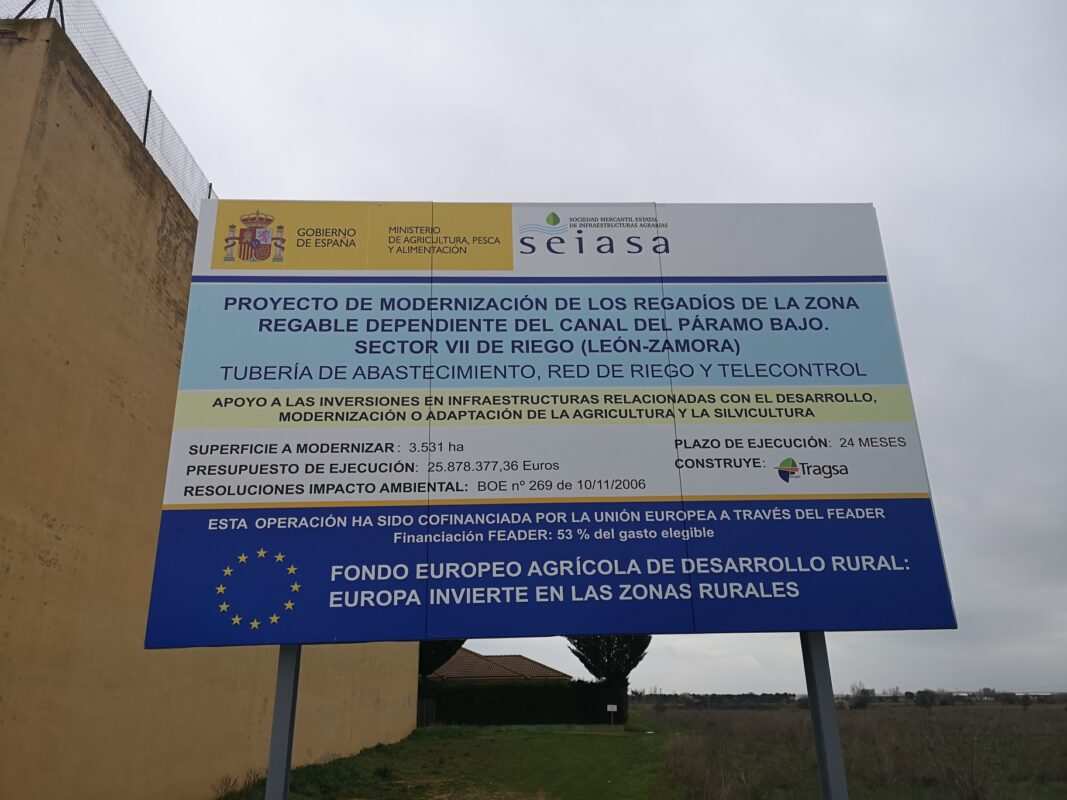 GOBIERNO
DE ESPAÑA
MINISTERIO
DE AGRICULTURA, PESCA
Y ALIMENTACIÓN
SOCIEDAD MERCANTIL ESTATAL
DE INFRAESTRUCTURAS AGRARIAS
seiasa
PROYECTO DE MODERNIZACIÓN DE LOS REGADÍOS DE LA ZONA
REGABLE DEPENDIENTE DEL CANAL DEL PÁRAMO BAJO.
SECTOR VII DE RIEGO (LEÓN-ZAMORA)
TUBERÍA DE ABASTECIMIENTO, RED DE RIEGO Y TELECONTROL
APOYO A LAS INVERSIONES EN INFRAESTRUCTURAS RELACIONADAS CON EL DESARROLLO,
MODERNIZACIÓN O ADAPTACIÓN DE LA AGRICULTURA Y LA SILVICULTURA
SUPERFICIE A MODERNIZAR: 3.531 ha
PRESUPUESTO DE EJECUCIÓN: 25.878.377,36 Euros
RESOLUCIONES IMPACTO AMBIENTAL: BOE nº 269 de 10/11/2006
PLAZO DE EJECUCIÓN: 24 MESES
CONSTRUYE: Tragsa
ESTA OPERACIÓN HA SIDO COFINANCIADA POR LA UNIÓN EUROPEA A TRAVÉS DEL FEADER
Financiación FEADER: 53 % del gasto elegible
FONDO EUROPEO AGRÍCOLA DE DESARROLLO RURAL:
EUROPA INVIERTE EN LAS ZONAS RURALES